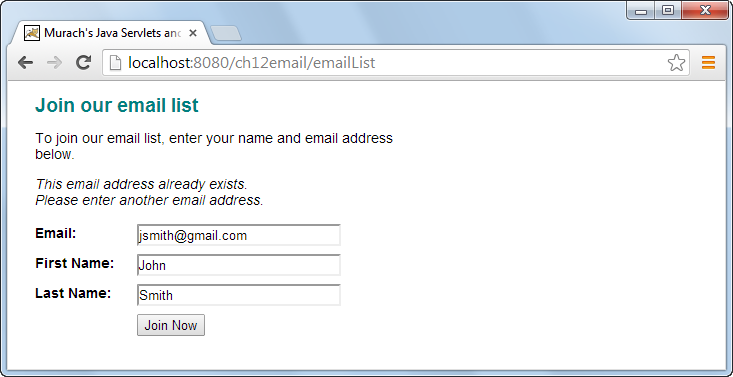 Murach's Java Servlets and
localhost:8080/ch12email/emailList
Join our email list
To join our email list, enter your name and email address
below.
This email address already exists.
Please enter another email address.
Email: jsmith@gmail.com
First Name: John
Last Name: Smith
Join Now